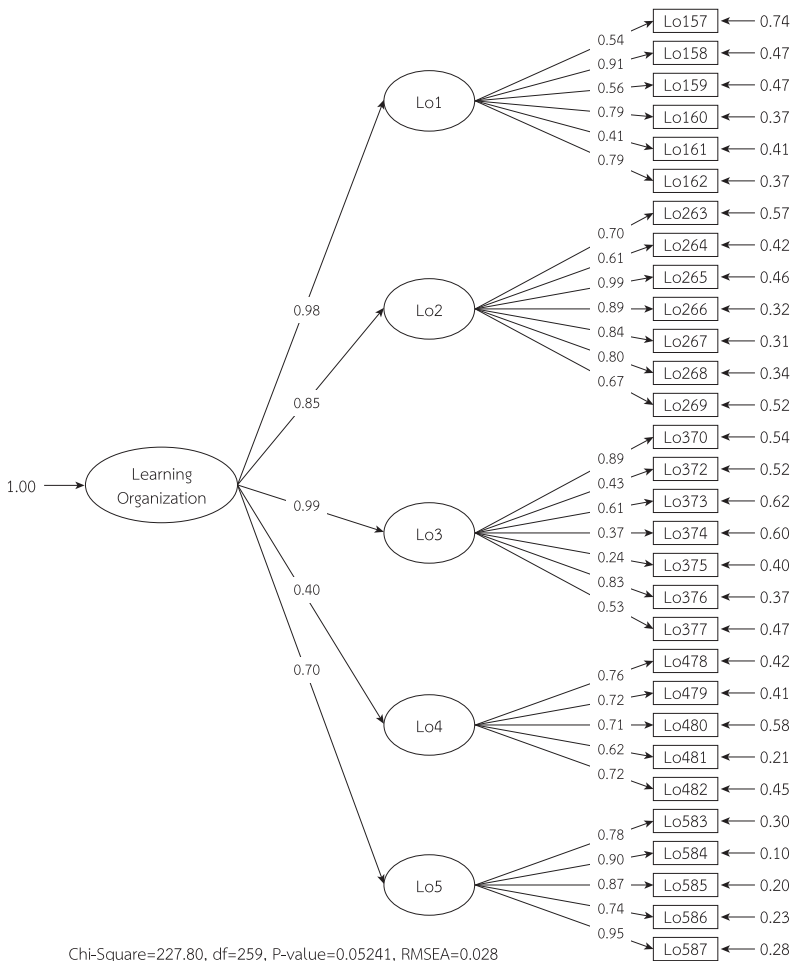 Lo1
0.54 Lo157 0.74
0.91 Lo158 0.47
0.56 Lo159 0.47
0.79 Lo160 0.37
0.41 Lo161 0.41
0.79 Lo162 0.37
Lo2
0.70 Lo263 0.57
0.61 Lo264 0.42
0.99 Lo265 0.46
0.89 Lo266 0.32
0.84 Lo267 0.31
0.80 Lo268 0.34
0.67 Lo269 0.52
Lo3
0.89 Lo370 0.54
0.43 Lo372 0.52
0.61 Lo373 0.62
0.37 Lo374 0.60
0.24 Lo375 0.40
0.83 Lo376 0.37
0.53 Lo377 0.47
Lo4
0.76 Lo478 0.42
0.72 Lo479 0.41
0.71 Lo480 0.58
0.62 Lo481 0.21
0.72 Lo482 0.45
Lo5
0.78 Lo583 0.30
0.90 Lo584 0.10
0.87 Lo585 0.20
0.74 Lo586 0.23
0.95 Lo587 0.28
0.98
0.85
0.99
0.40
0.70
1.00
Learning
Organization
Chi-Square=227.80, df=259, P-value=0.05241, RMSEA=0.028